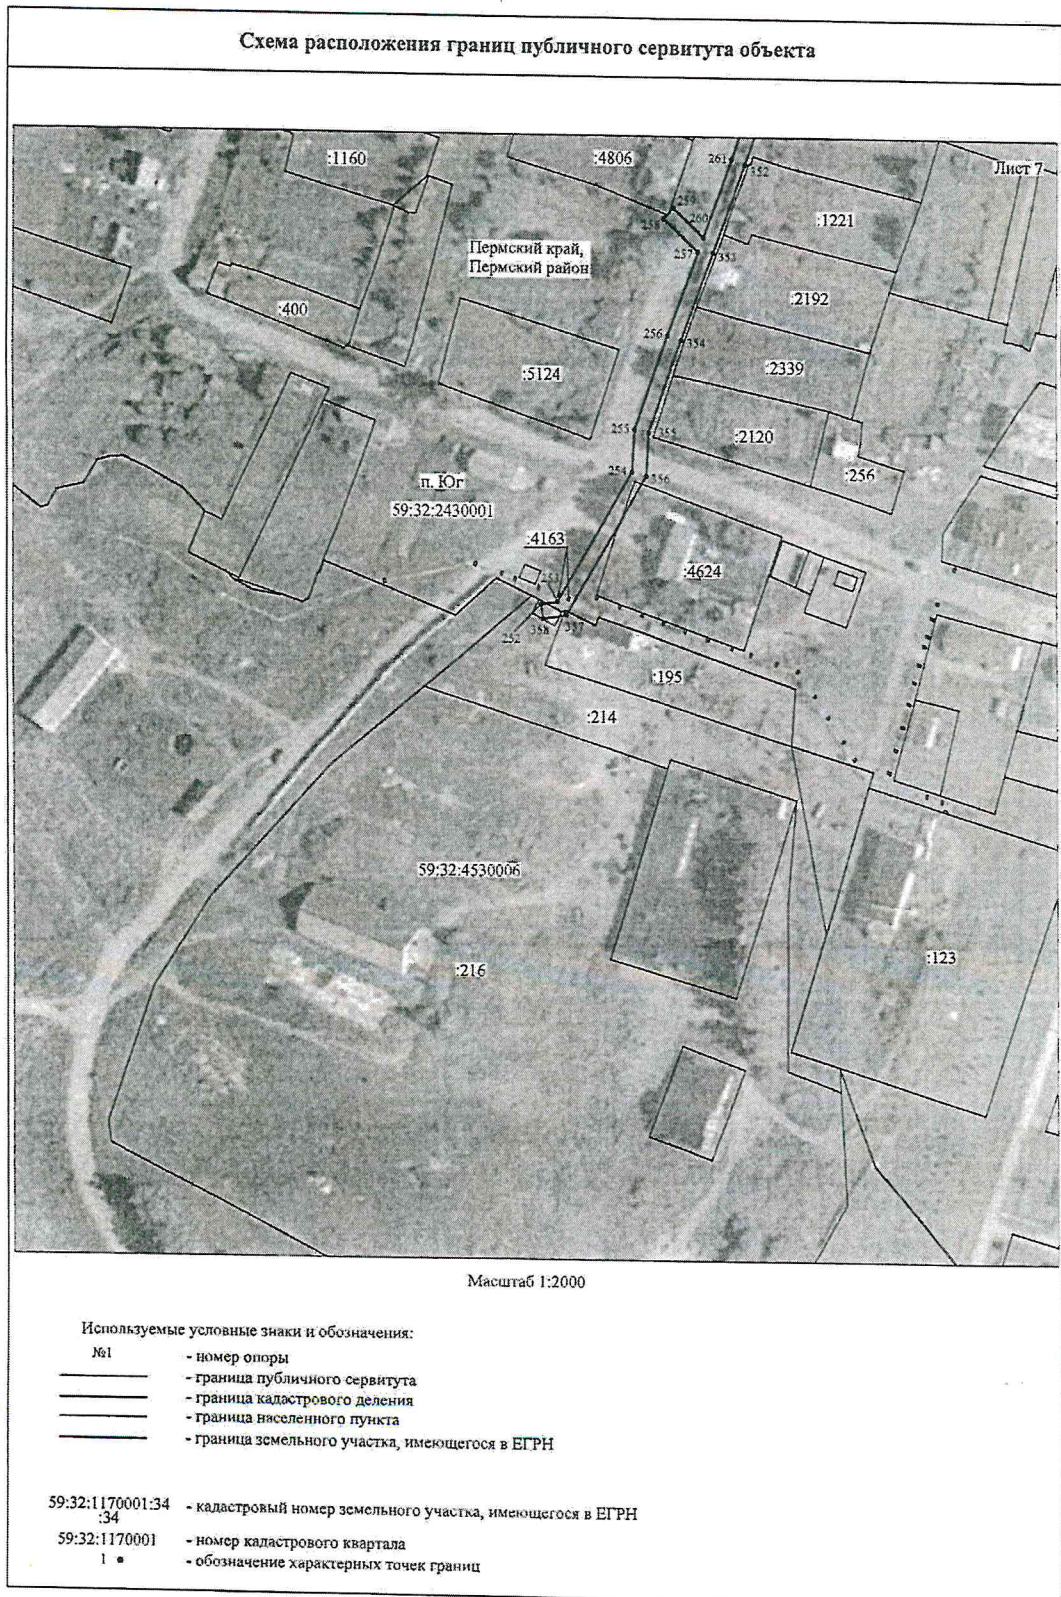 Схема расположения границ публичного сервитута объекта
Лист 7
:1160
:4806
261
352
259
258
260
257
353
:1221
Пермский край,
Пермский район
:400
:2192
256
354
:5124
:2339
255
355
:2120
254
356
:256
п. Юг
59:32:2430001
:4163
:4624
253
252
358
357
:195
:214
59:32:4530006
:216
:123
Масштаб 1:2000
Используемые условные знаки и обозначения:
№1 - номер опоры
- граница публичного сервитута
- граница кадастрового деления
- граница населенного пункта
- граница земельного участка, имеющегося в ЕГРН
59:32:1170001:34
:34 - кадастровый номер земельного участка, имеющегося в ЕГРН
59:32:1170001 - номер кадастрового квартала
1 • - обозначение характерных точек границ